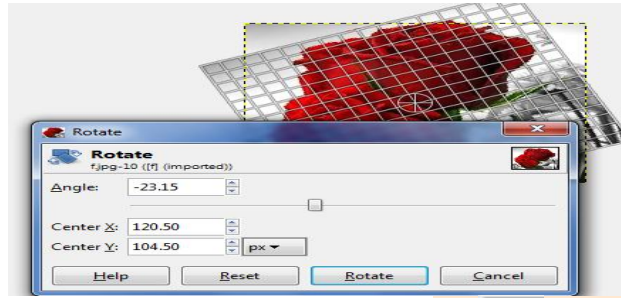 Rotate
Rotate
f.jpg-10 ([f] (imported))
Angle: -23.15
Center X: 120.50
Center Y: 104.50 px
Help Reset Rotate Cancel